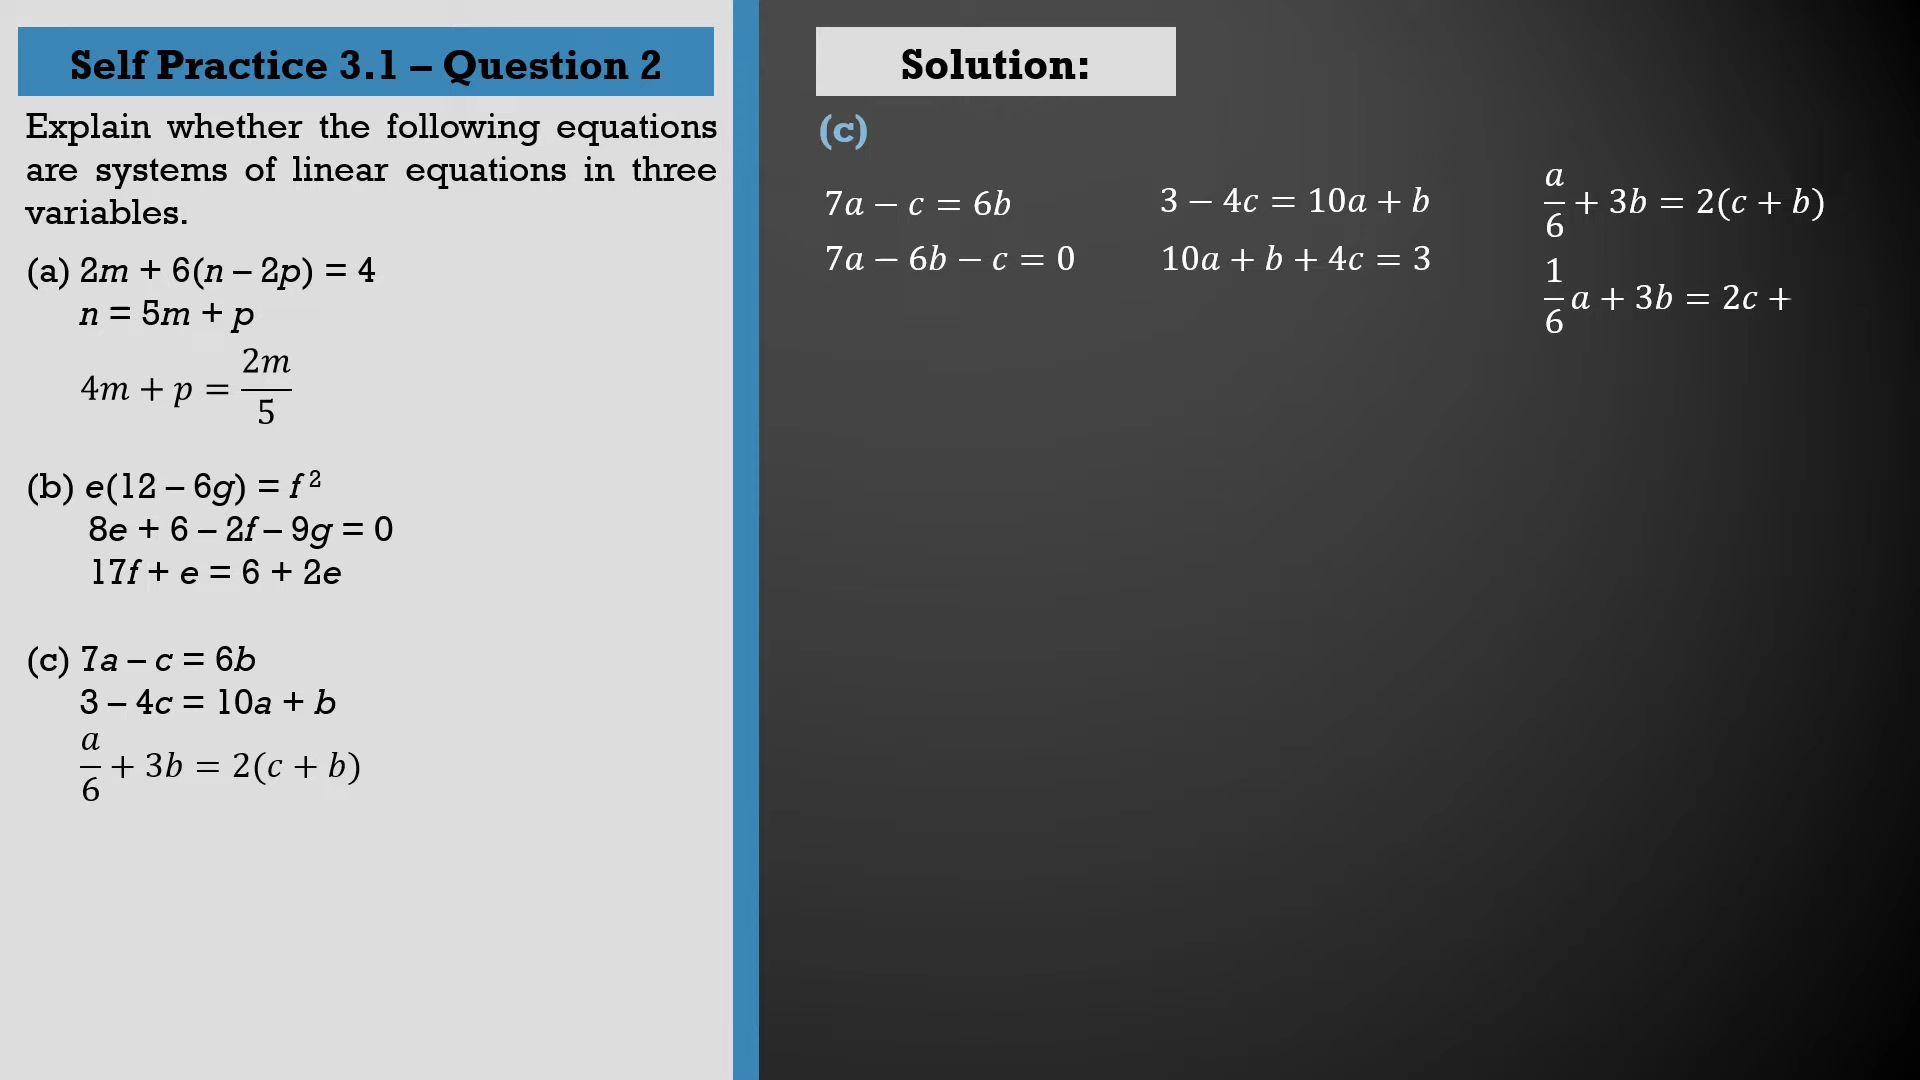 Self Practice 3.1 – Question 2
Explain whether the following equations
are systems of linear equations in three
variables.
(a) 2m + 6(n – 2p) = 4
n = 5m + p
4m + p = 2m/5
(b) e(12 – 6g) = f ²
8e + 6 – 2f – 9g = 0
17f + e = 6 + 2e
(c) 7a – c = 6b
3 – 4c = 10a + b
a/6 + 3b = 2(c + b)
Solution:
(c)
7a − c = 6b
7a − 6b − c = 0
3 − 4c = 10a + b
10a + b + 4c = 3
a/6 + 3b = 2(c + b)
1/6 a + 3b = 2c +